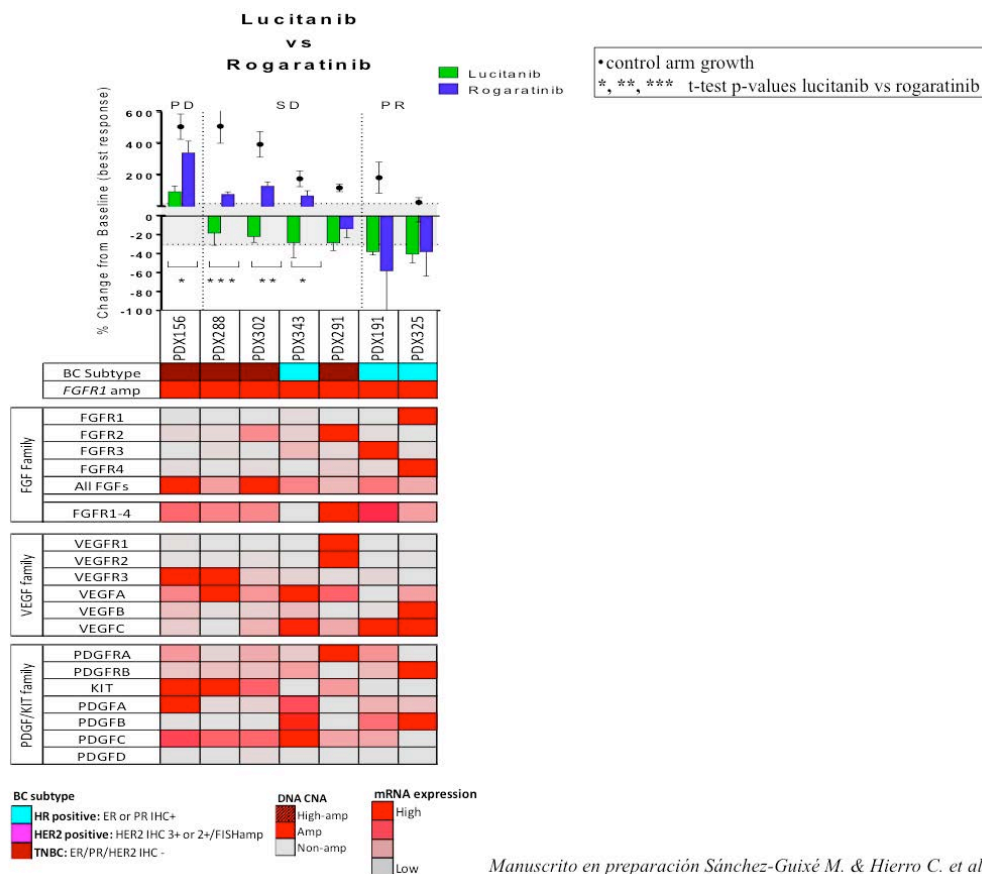 Lucitanib
vs
Rogaratinib
Lucitanib
Rogaratinib
•control arm growth
*, **, *** t-test p-values lucitanib vs rogaratinib
PD
SD
PR
% Change from Baseline (best response)
600
400
200
0
-20
-40
-60
-80
-100
*
***
**
*
PDX156
PDX288
PDX302
PDX343
PDX291
PDX191
PDX325
BC Subtype
FGFR1 amp
FGF Family
FGFR1
FGFR2
FGFR3
FGFR4
All FGFs
FGFR1-4
VEGF family
VEGFR1
VEGFR2
VEGFR3
VEGFA
VEGFB
VEGFC
PDGF/KIT family
PDGFRA
PDGFRB
KIT
PDGFA
PDGFB
PDGFC
PDGFD
BC subtype
HR positive: ER or PR IHC+
HER2 positive: HER2 IHC 3+ or 2+/FISHamp
TNBC: ER/PR/HER2 IHC -
DNA CNA
High-amp
Amp
Non-amp
mRNA expression
High
Low
Manuscrito en preparación Sánchez-Guixé M. & Hierro C. et al